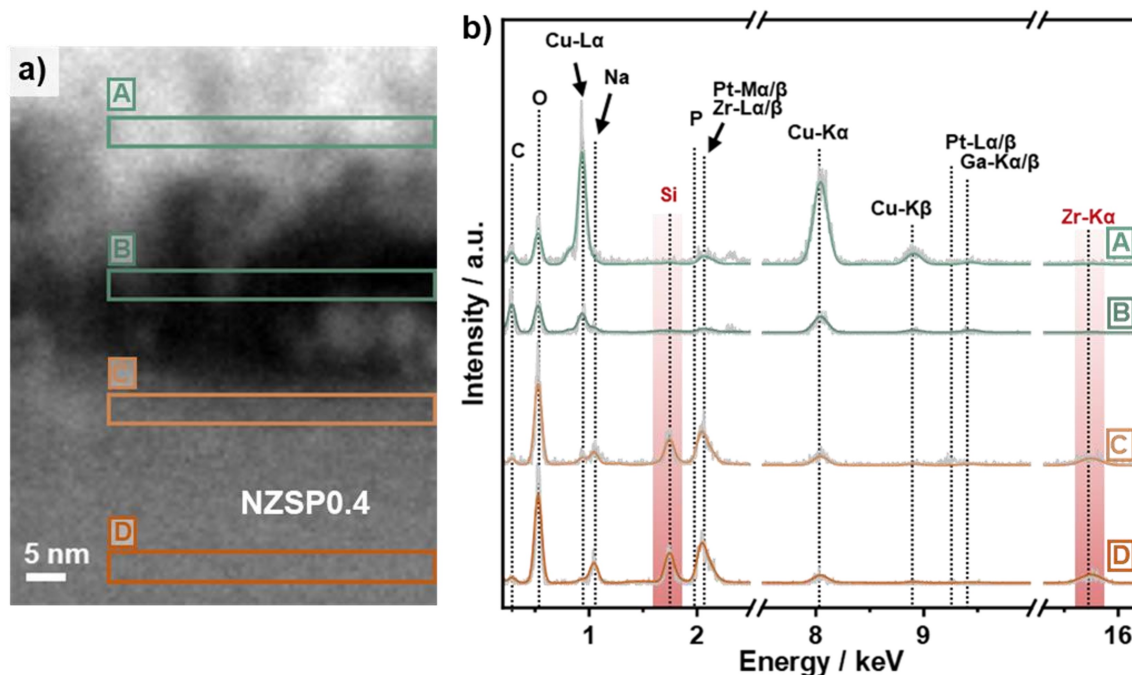 a)
A
B
C
NZSP0.4
D
5 nm
b)
Cu-Lα
Na
O
C
Pt-Mα/β
Zr-Lα/β
P
Si
Cu-Kα
Cu-Kβ
Pt-Lα/β
Ga-Kα/β
Zr-Kα
A
B
C
D
Intensity / a.u.
1
2
8
9
16
Energy / keV